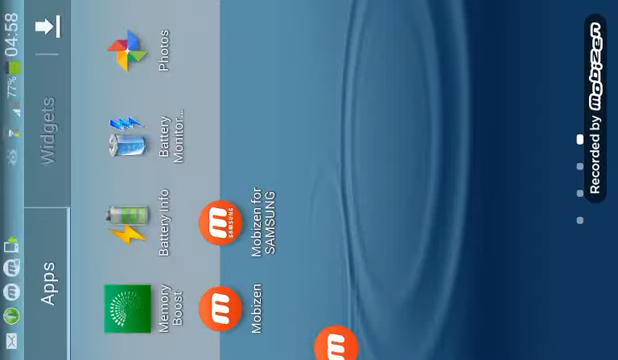 77% 04:58
Apps
Widgets
Memory
Boost
Battery Info
Battery
Monitor...
Photos
Mobizen
Mobizen for
SAMSUNG
SAMSUNG
Recorded by MOBIZEN